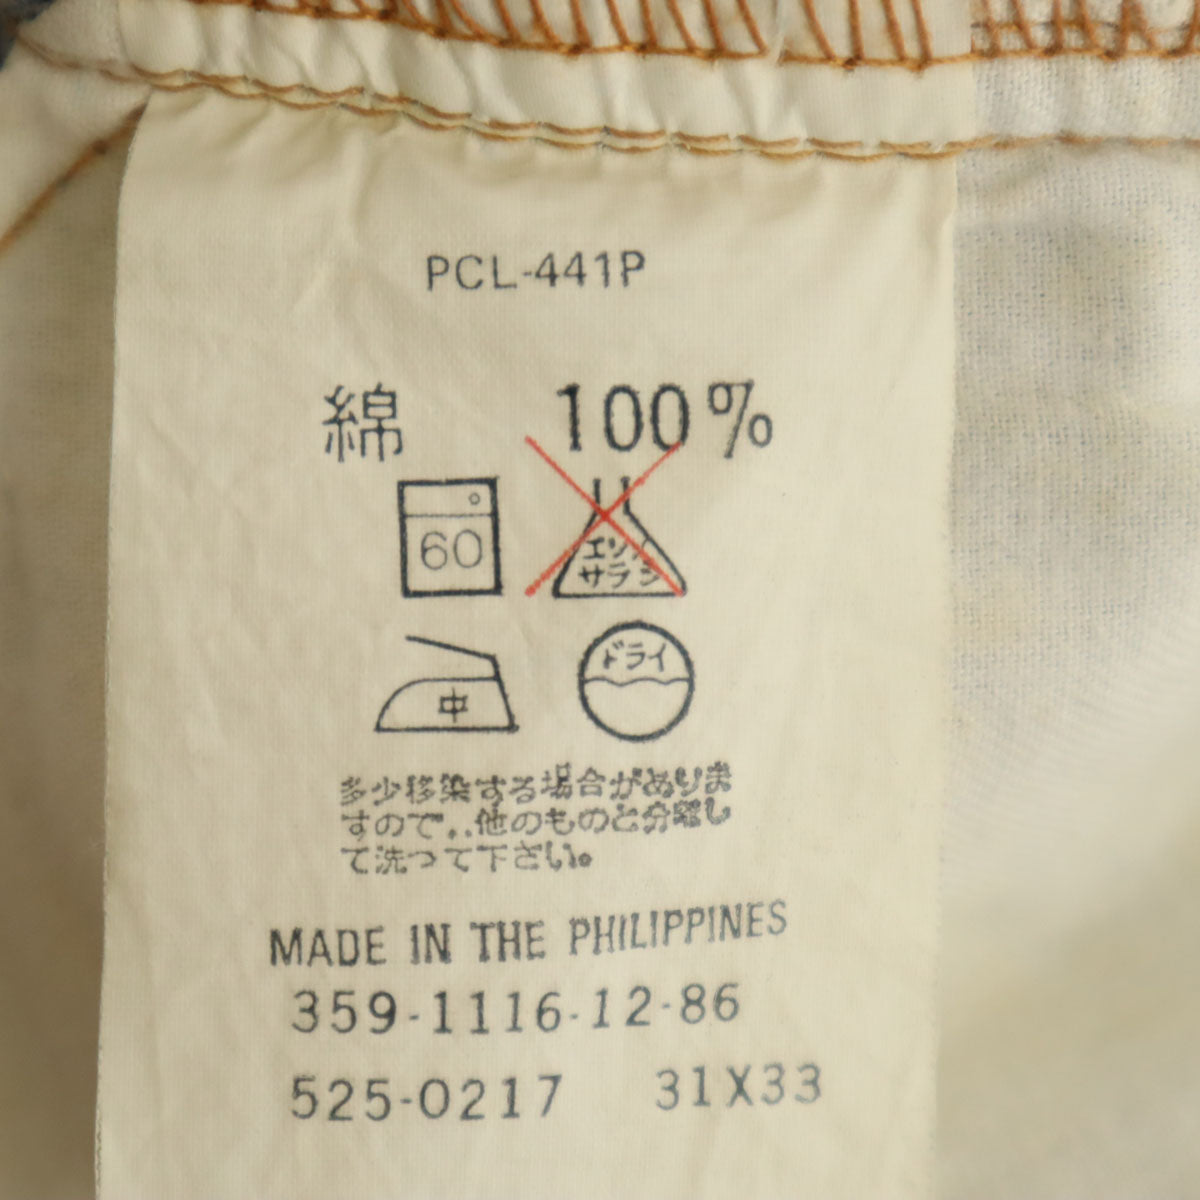 PCL-441P
綿 100%
60
エンソ
サラシ
中
ドライ
多少移染する場合がありま
すので、他のものと分離し
て洗って下さい。
MADE IN THE PHILIPPINES
359-1116-12-86
525-0217 31X33